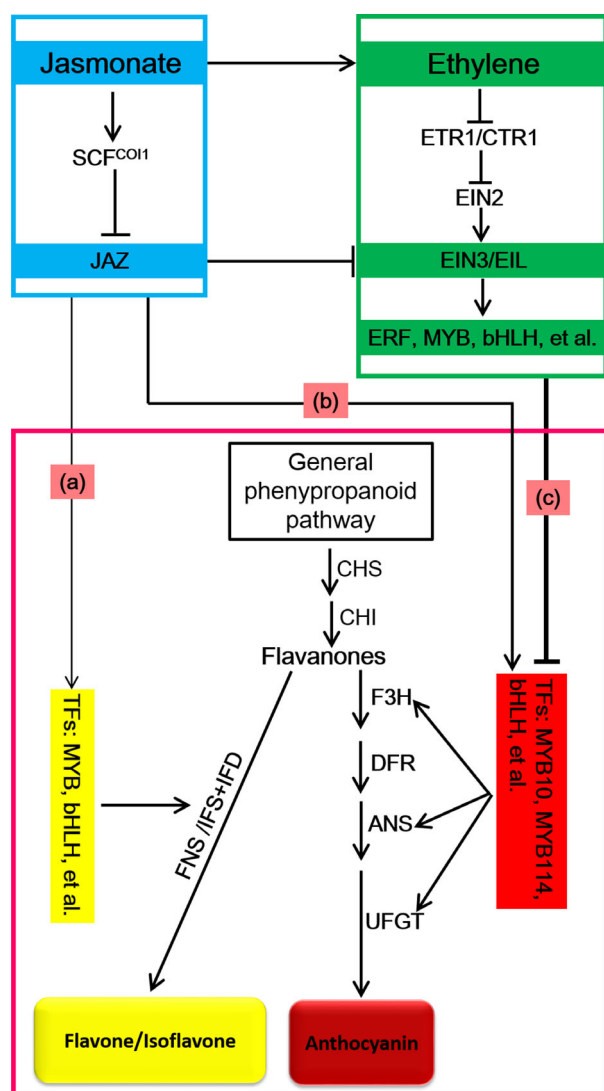 Jasmonate
SCF^COI1
JAZ
Ethylene
ETR1/CTR1
EIN2
EIN3/EIL
ERF, MYB, bHLH, et al.
(a)
(b)
(c)
General
phenypropanoid
pathway
CHS
CHI
Flavanones
F3H
DFR
ANS
UFGT
FNS /IFS+IFD
TFs: MYB, bHLH, et al.
TFs: MYB10, MYB114,
bHLH, et al.
Flavone/Isoflavone
Anthocyanin